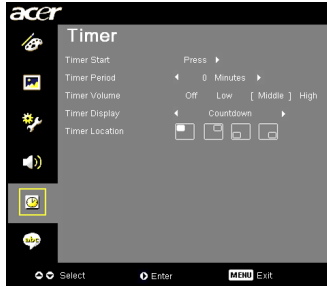 acer
Timer
Timer Start Press
Timer Period 0 Minutes
Timer Volume Off Low [ Middle ] High
Timer Display Countdown
Timer Location
abc
Select Enter MENU Exit